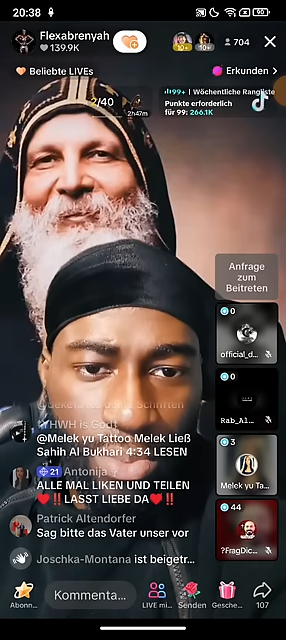 20:38
90
Flexabrenyah
139.9K
10+
10+
704
Beliebte LIVEs
Erkunden >
2/40
2h47m
99+ | Wöchentliche Rangliste
Punkte erforderlich
für 99: 266.1K
Anfrage
zum
Beitreten
0
official_d...
0
Rab_Al...
3
Melek yu Ta...
44
?FragDic...
Schriften
YHWH is God
@Melek yu Tattoo Melek Ließ
Sahih Al Bukhari 4:34 LESEN
21 Antonija
ALLE MAL LIKEN UND TEILEN
❤️‼️LASST LIEBE DA❤️‼️
Patrick Altendorfer
Sag bitte das Vater unser vor
Joschka-Montana ist beigetr...
Abonn...
Kommenta...
LIVE mi...
Senden
Gesche...
107